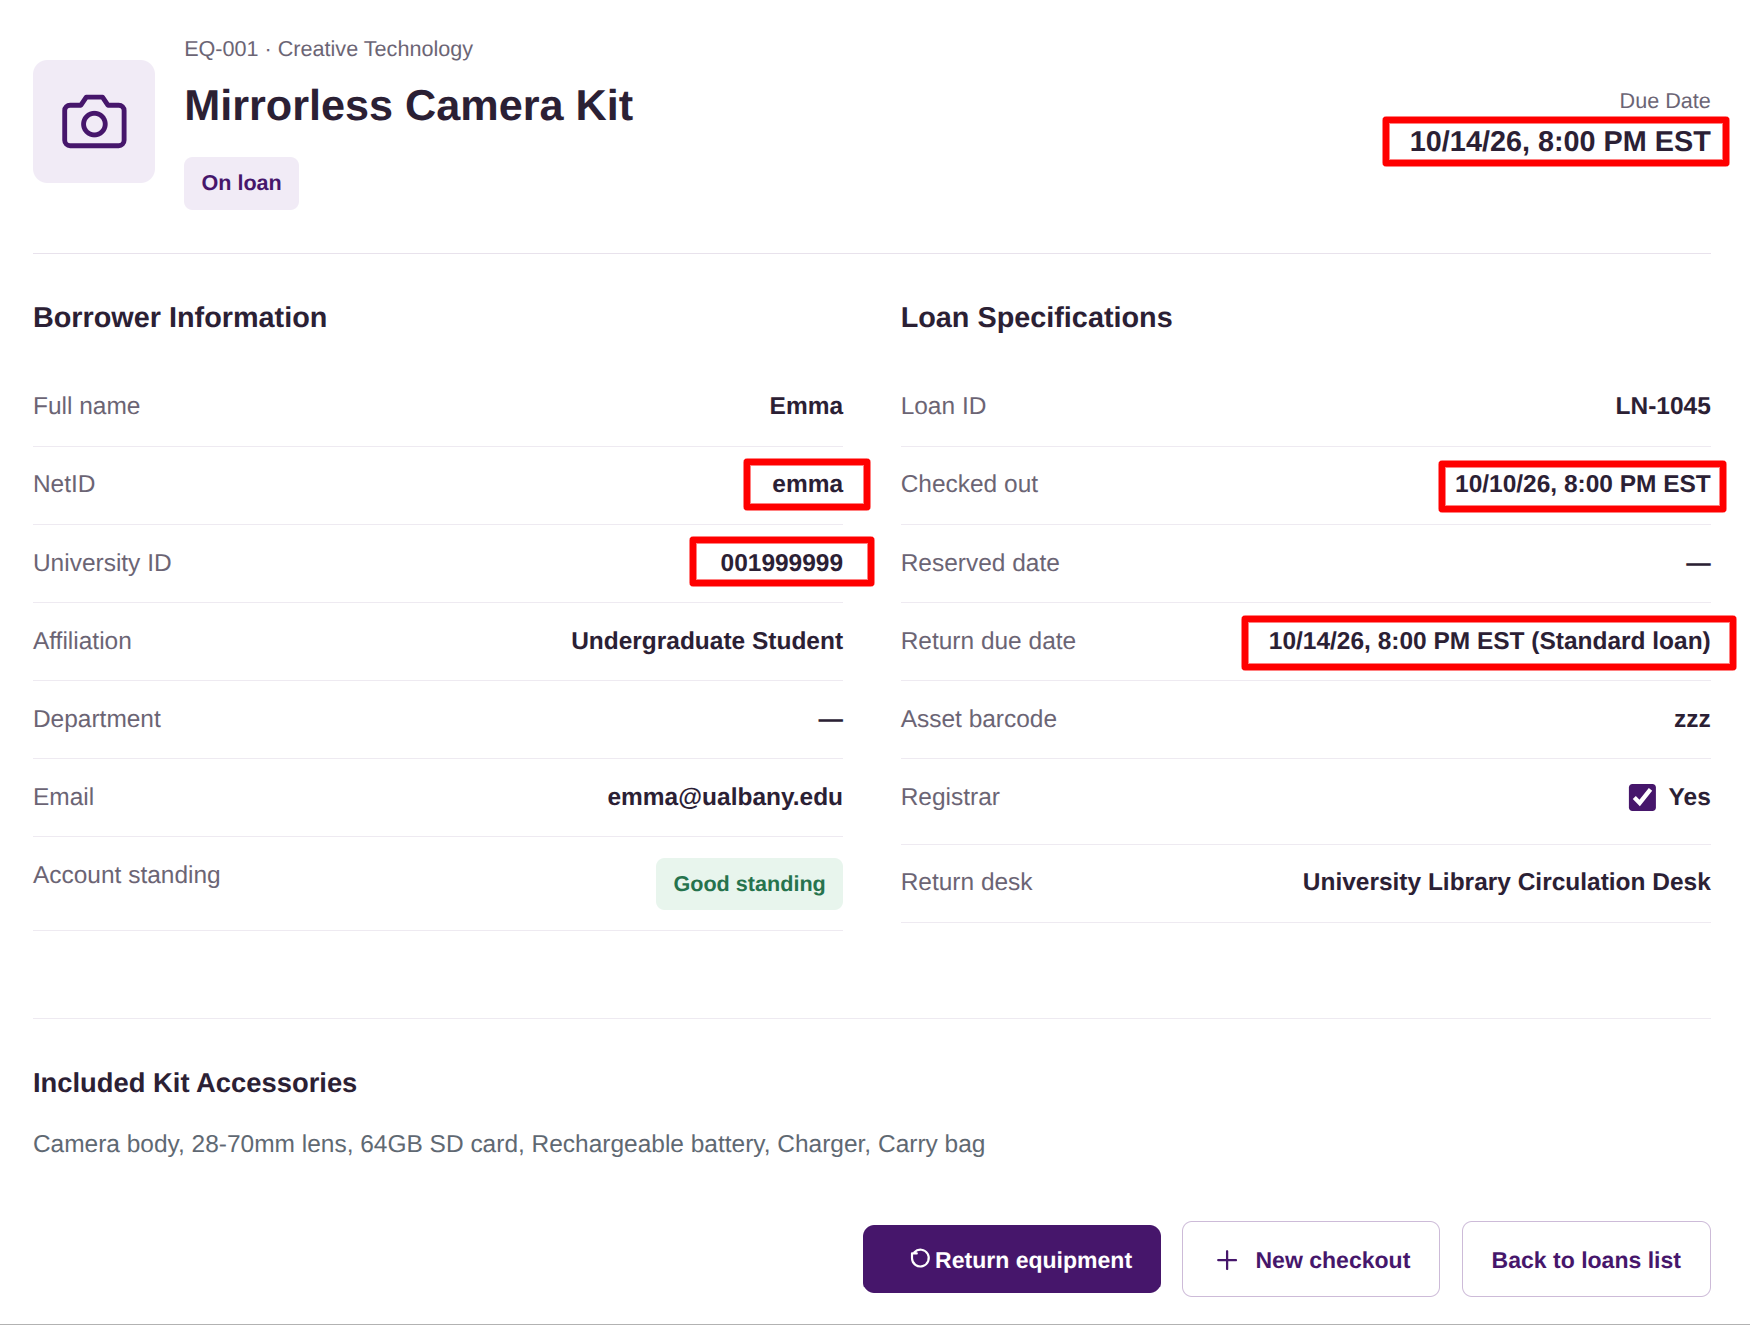 EQ-001 · Creative Technology
Mirrorless Camera Kit
On loan
Due Date
10/14/26, 8:00 PM EST
Borrower Information
Full name Emma
NetID emma
University ID 001999999
Affiliation Undergraduate Student
Department —
Email emma@ualbany.edu
Account standing Good standing
Loan Specifications
Loan ID LN-1045
Checked out 10/10/26, 8:00 PM EST
Reserved date —
Return due date 10/14/26, 8:00 PM EST (Standard loan)
Asset barcode zzz
Registrar Yes
Return desk University Library Circulation Desk
Included Kit Accessories
Camera body, 28-70mm lens, 64GB SD card, Rechargeable battery, Charger, Carry bag
Return equipment
New checkout
Back to loans list